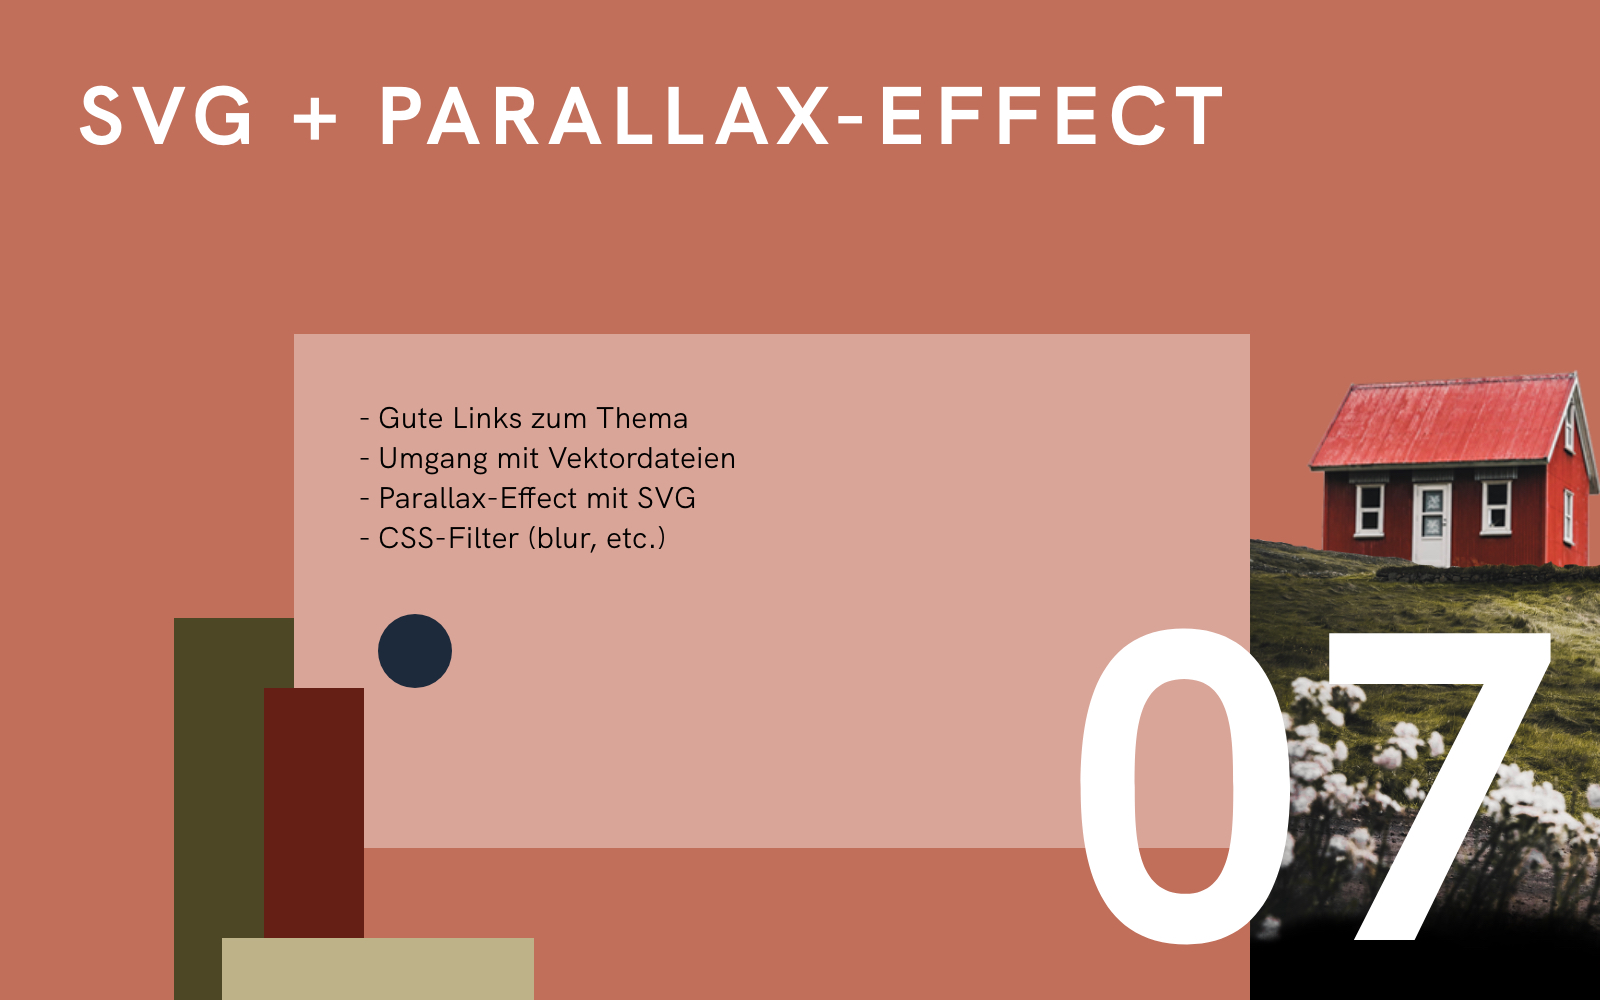 SVG + PARALLAX-EFFECT
- Gute Links zum Thema
- Umgang mit Vektordateien
- Parallax-Effect mit SVG
- CSS-Filter (blur, etc.)
07